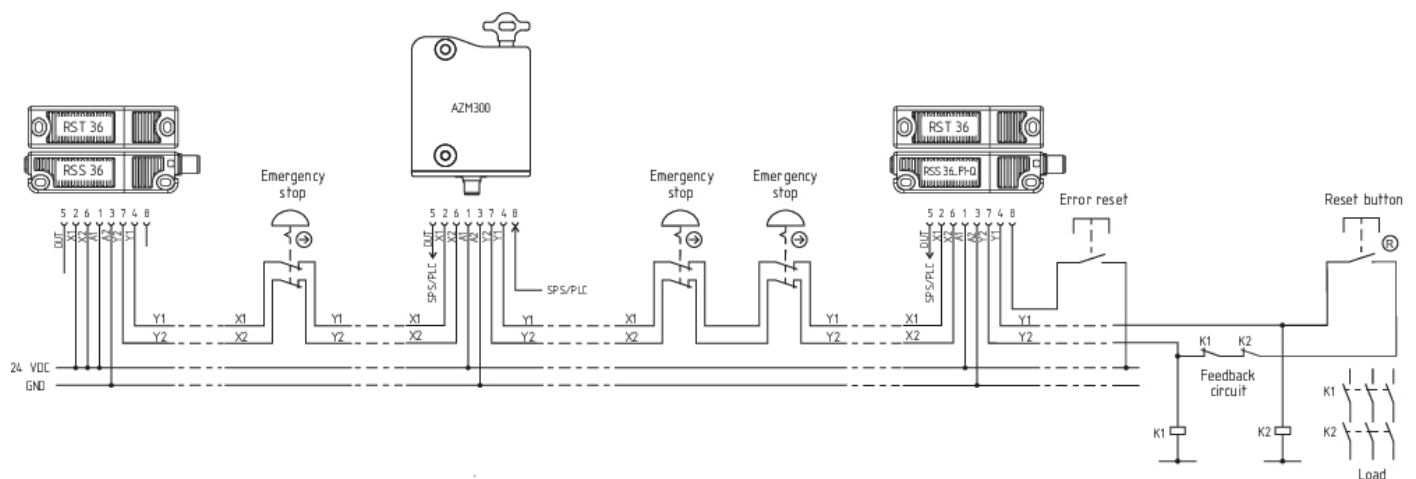 AZM300
RST 36
RSS 36
RST 36
RSS 36_PI-Q
Emergency
stop
Emergency
stop
Emergency
stop
Error reset
Reset button
R
5 2 6 1 3 7 4 8
OUT X1 X2 A1 A2 Y2 Y1
5 2 6 1 3 7 4 8
OUT X1 X2 A1 A2 Y2 Y1
SPS/PLC
SPS/PLC
5 2 6 1 3 7 4 8
OUT X1 X2 A1 A2 Y2 Y1
SPS/PLC
Y1 X1 Y1 X1 Y1 X1 Y1 X1 Y1
Y2 X2 Y2 X2 Y2 X2 Y2 X2 Y2
24 VDC
GND
K1 K2
Feedback
circuit
K1
K2
K1
K2
Load